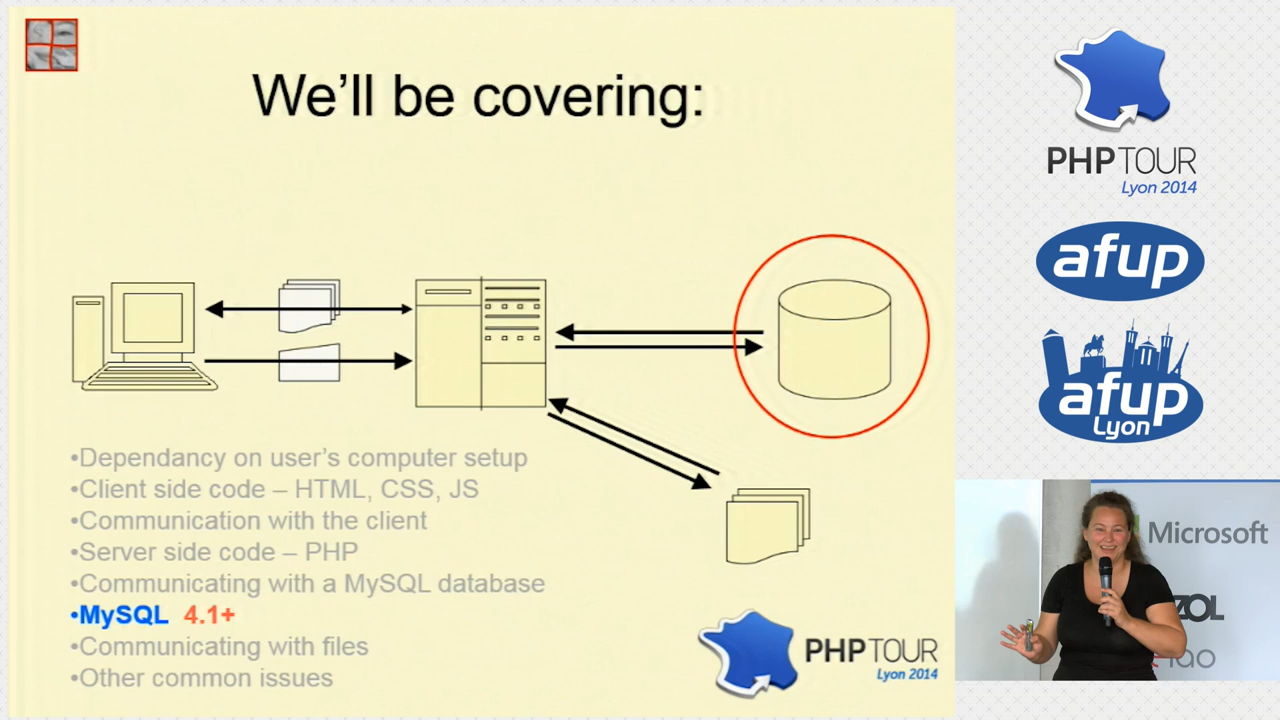 We'll be covering:
•Dependancy on user's computer setup
•Client side code – HTML, CSS, JS
•Communication with the client
•Server side code – PHP
•Communicating with a MySQL database
•MySQL 4.1+
•Communicating with files
•Other common issues
PHPTOUR
Lyon 2014
PHPTOUR
Lyon 2014
afup
afup
Lyon
Microsoft
ZOL